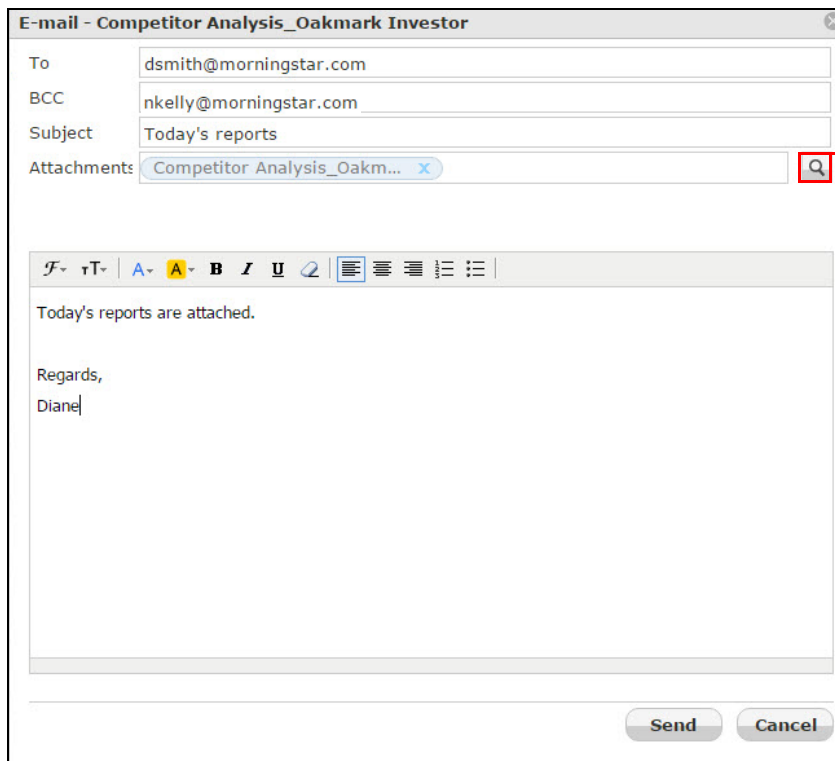 E-mail - Competitor Analysis_Oakmark Investor
To dsmith@morningstar.com
BCC nkelly@morningstar.com
Subject Today's reports
Attachments Competitor Analysis_Oakm... x
F TT A A B I U
Today's reports are attached.
Regards,
Diane
Send Cancel